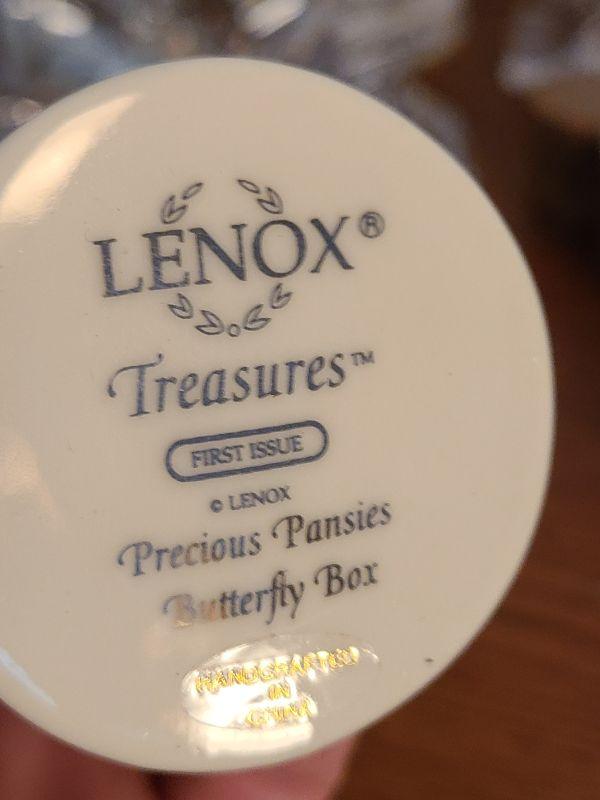 LENOX®
Treasures™
FIRST ISSUE
© LENOX
Precious Pansies
Butterfly Box
HANDCRAFTED
IN
CHINA